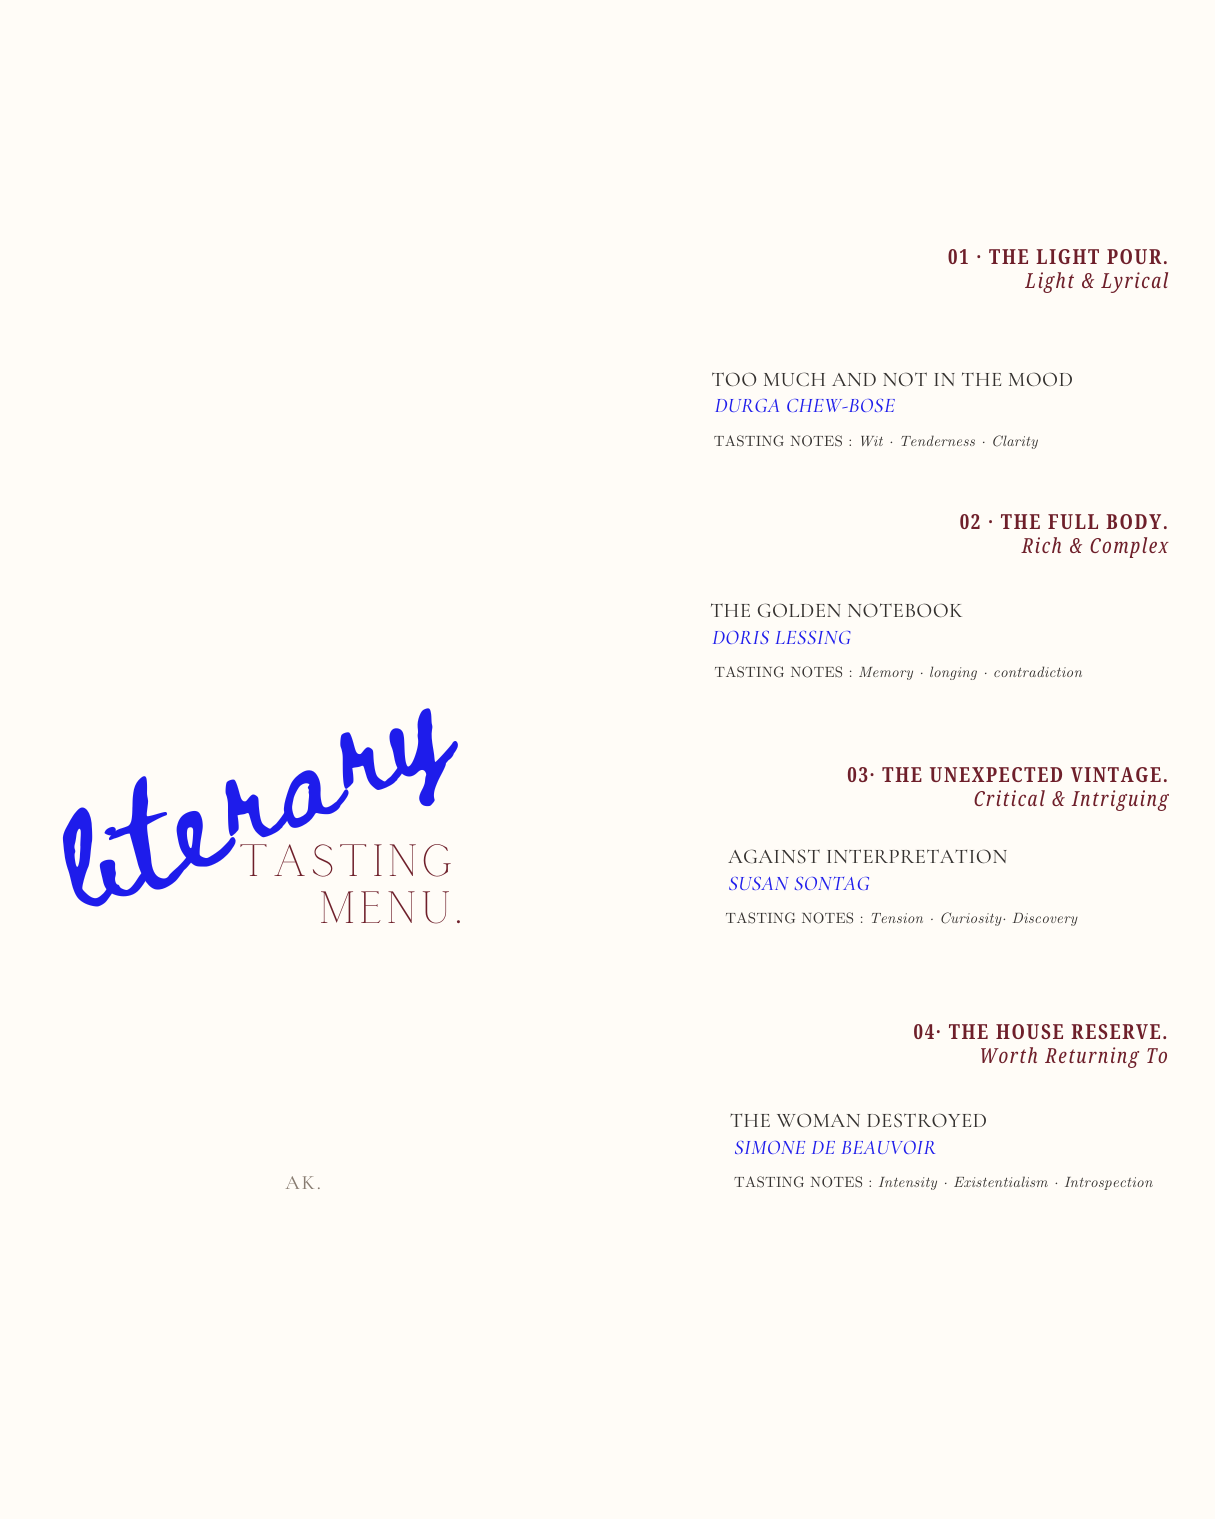 literary
TASTING
MENU.
AK.
01 · THE LIGHT POUR.
Light & Lyrical
TOO MUCH AND NOT IN THE MOOD
DURGA CHEW-BOSE
TASTING NOTES : Wit · Tenderness · Clarity
02 · THE FULL BODY.
Rich & Complex
THE GOLDEN NOTEBOOK
DORIS LESSING
TASTING NOTES : Memory · longing · contradiction
03· THE UNEXPECTED VINTAGE.
Critical & Intriguing
AGAINST INTERPRETATION
SUSAN SONTAG
TASTING NOTES : Tension · Curiosity· Discovery
04· THE HOUSE RESERVE.
Worth Returning To
THE WOMAN DESTROYED
SIMONE DE BEAUVOIR
TASTING NOTES : Intensity · Existentialism · Introspection